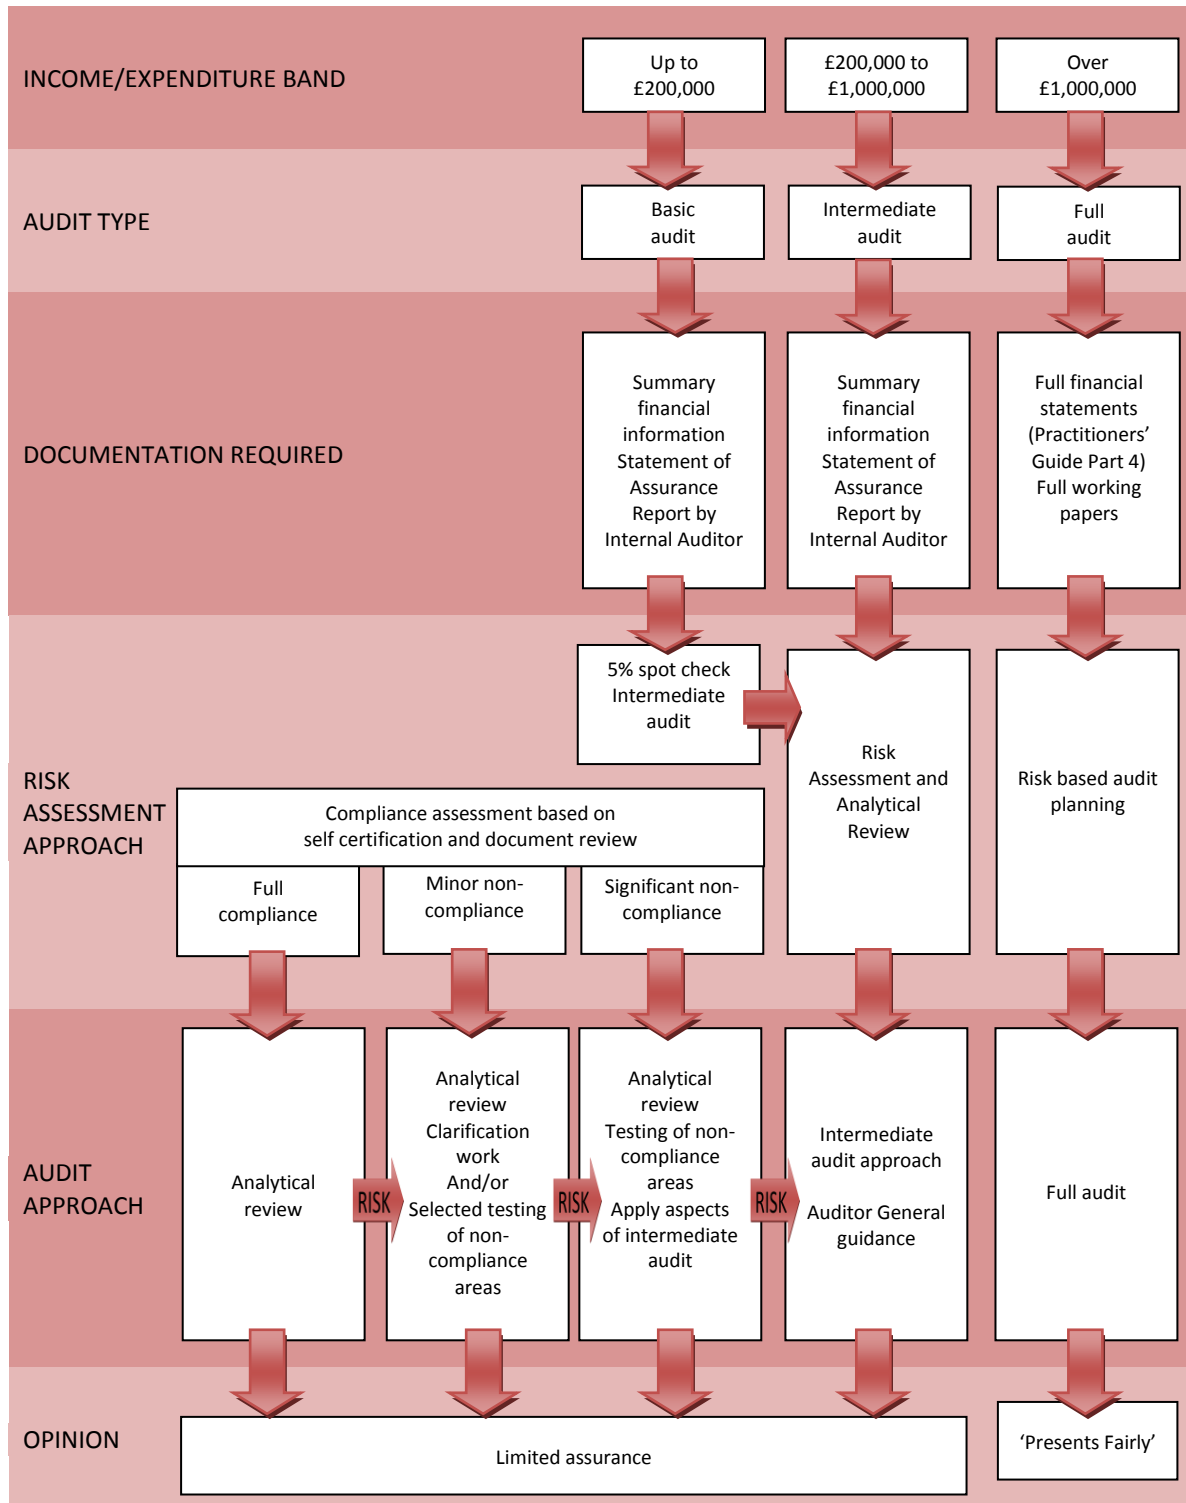 INCOME/EXPENDITURE BAND
Up to
£200,000
£200,000 to
£1,000,000
Over
£1,000,000
AUDIT TYPE
Basic
audit
Intermediate
audit
Full
audit
DOCUMENTATION REQUIRED
Summary
financial
information
Statement of
Assurance
Report by
Internal Auditor
Summary
financial
information
Statement of
Assurance
Report by
Internal Auditor
Full financial
statements
(Practitioners’
Guide Part 4)
Full working
papers
RISK
ASSESSMENT
APPROACH
5% spot check
Intermediate
audit
Compliance assessment based on
self certification and document review
Full
compliance
Minor non-
compliance
Significant non-
compliance
Risk
Assessment and
Analytical
Review
Risk based audit
planning
AUDIT
APPROACH
Analytical
review
RISK
Analytical
review
Clarification
work
And/or
Selected testing
of non-
compliance
areas
RISK
Analytical
review
Testing of non-
compliance
areas
Apply aspects
of intermediate
audit
RISK
Intermediate
audit approach
Auditor General
guidance
Full audit
OPINION
Limited assurance
‘Presents Fairly’